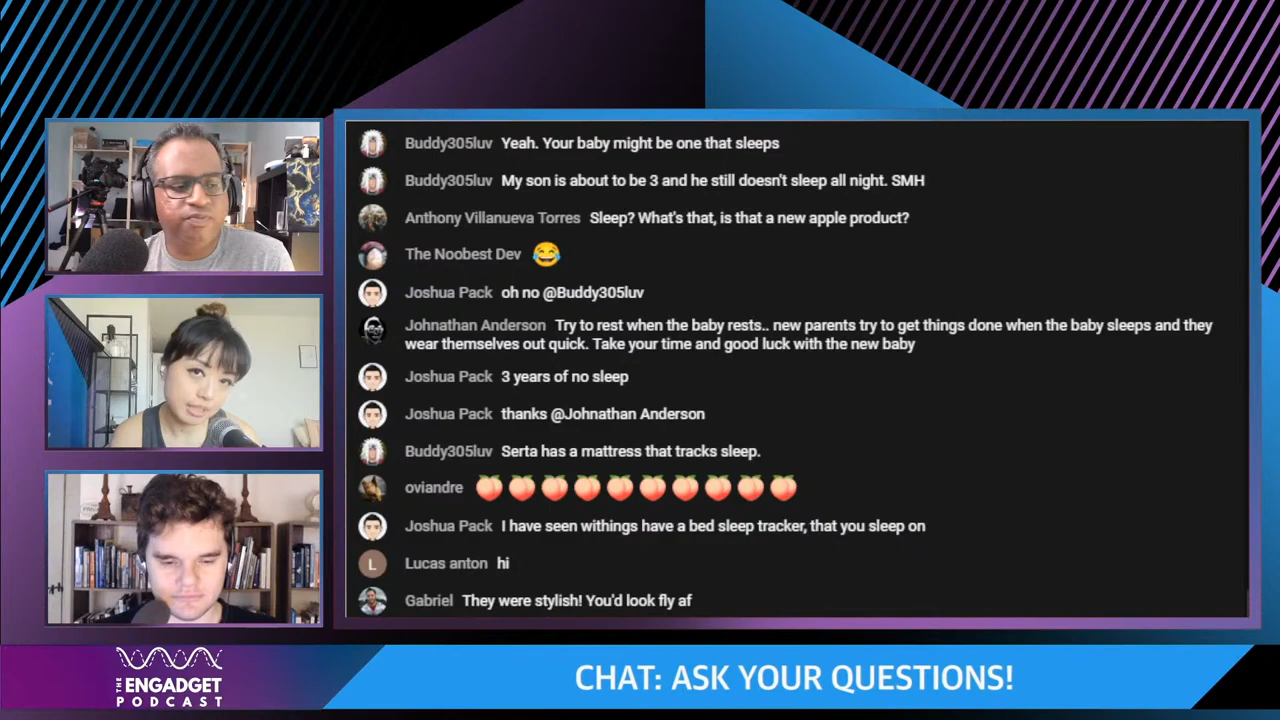 Buddy305luv Yeah. Your baby might be one that sleeps
Buddy305luv My son is about to be 3 and he still doesn't sleep all night. SMH
Anthony Villanueva Torres Sleep? What's that, is that a new apple product?
The Noobest Dev 😂
Joshua Pack oh no @Buddy305luv
Johnathan Anderson Try to rest when the baby rests.. new parents try to get things done when the baby sleeps and they
wear themselves out quick. Take your time and good luck with the new baby
Joshua Pack 3 years of no sleep
Joshua Pack thanks @Johnathan Anderson
Buddy305luv Serta has a mattress that tracks sleep.
oviandre 🍑🍑🍑🍑🍑🍑🍑🍑🍑🍑
Joshua Pack I have seen withings have a bed sleep tracker, that you sleep on
L Lucas anton hi
Gabriel They were stylish! You'd look fly af
THE ENGADGET
PODCAST
CHAT: ASK YOUR QUESTIONS!